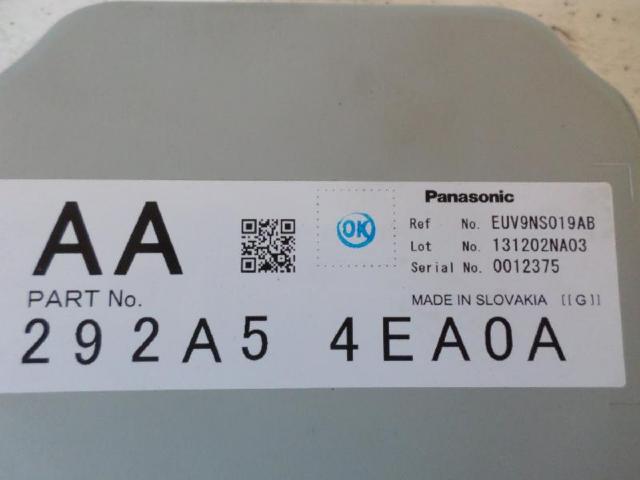 AA
OK
Panasonic
Ref No. EUV9NS019AB
Lot No. 131202NA03
Serial No. 0012375
PART No.
MADE IN SLOVAKIA [[G]]
292A5 4EA0A